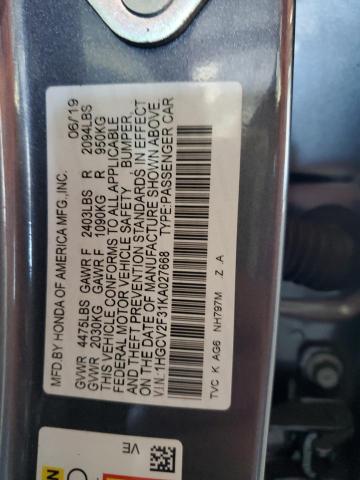 MFD.BY HONDA OF AMERICA MFG.,INC. 06/19
GVWR 4475LBS GAWR F 2403LBS R 2094LBS
GVWR 2030KG GAWR F 1090KG R 950KG
THIS VEHICLE CONFORMS TO ALL APPLICABLE
FEDERAL MOTOR VEHICLE SAFETY BUMPER,
AND THEFT PREVENTION STANDARDS IN EFFECT
ON THE DATE OF MANUFACTURE SHOWN ABOVE
V.I.N.:1HGCV2F31KA027668 TYPE:PASSENGER CAR
TVC K AG6 NH797M Z A
VE